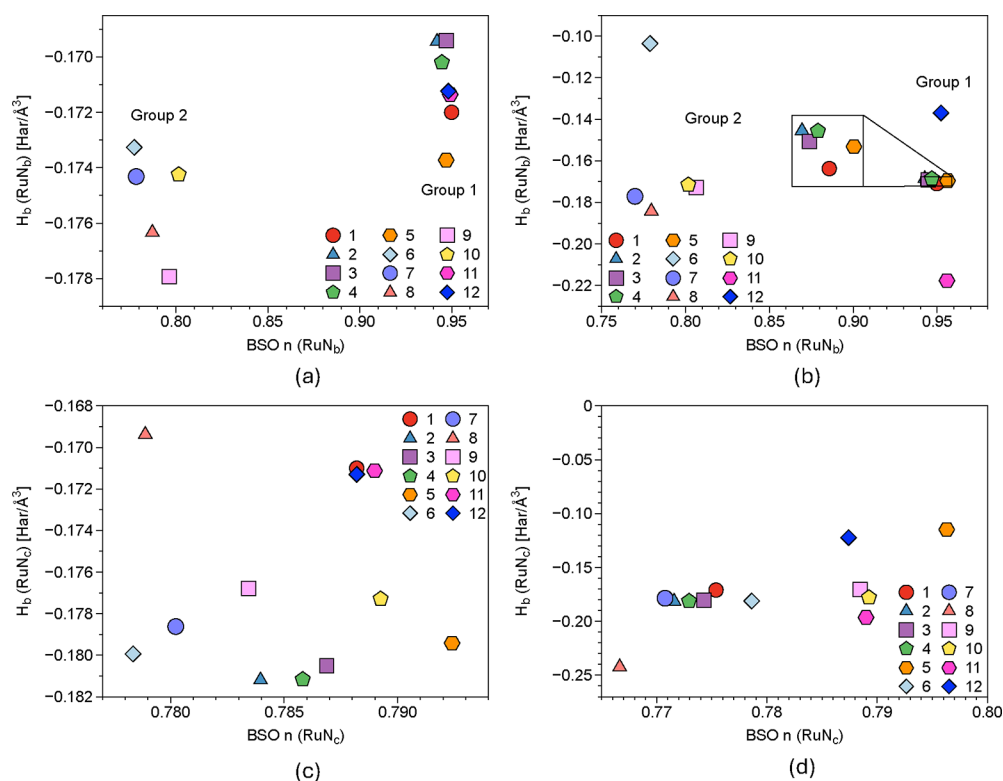 −0.170
−0.172
−0.174
−0.176
−0.178
H_b (RuN_b) [Har/Å³]
Group 2
Group 1
1 5 9
2 6 10
3 7 11
4 8 12
0.80 0.85 0.90 0.95
BSO n (RuN_b)
(a)
−0.10
−0.12
−0.14
−0.16
−0.18
−0.20
−0.22
H_b (RuN_b) [Har/Å³]
Group 1
Group 2
1 5 9
2 6 10
3 7 11
4 8 12
0.75 0.80 0.85 0.90 0.95
BSO n (RuN_b)
(b)
−0.168
−0.170
−0.172
−0.174
−0.176
−0.178
−0.180
−0.182
H_b (RuN_c) [Har/Å³]
1 7
2 8
3 9
4 10
5 11
6 12
0.780 0.785 0.790
BSO n (RuN_c)
(c)
0
−0.05
−0.10
−0.15
−0.20
−0.25
H_b (RuN_c) [Har/Å³]
1 7
2 8
3 9
4 10
5 11
6 12
0.77 0.78 0.79 0.80
BSO n (RuN_c)
(d)